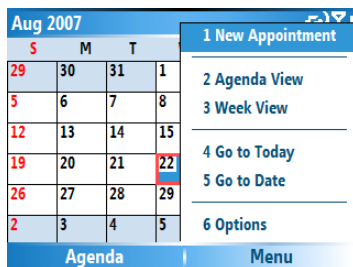 Aug 2007
S M T
29 30 31 1
5 6 7 8
12 13 14 15
19 20 21 22
26 27 28 29
2 3 4 5
1 New Appointment
2 Agenda View
3 Week View
4 Go to Today
5 Go to Date
6 Options
Agenda Menu